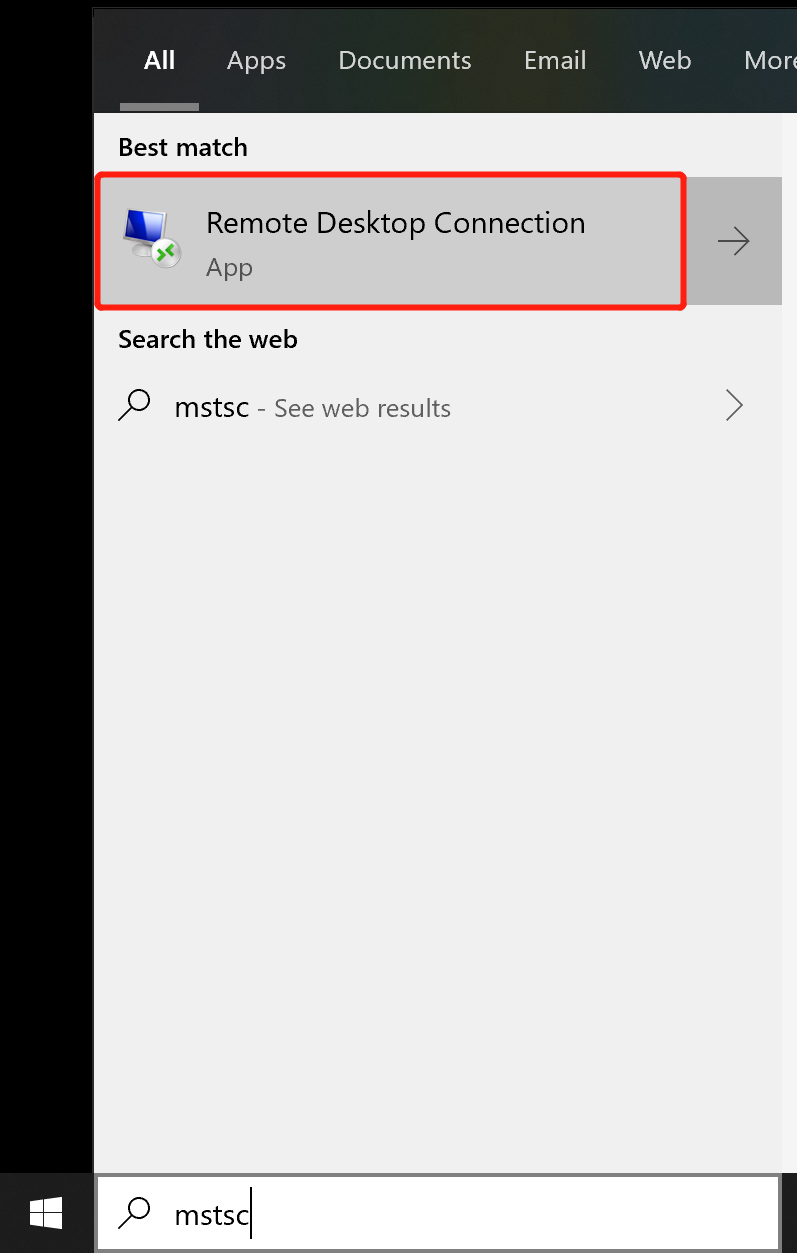 All Apps Documents Email Web More
Best match
Remote Desktop Connection
App
Search the web
mstsc - See web results
mstsc